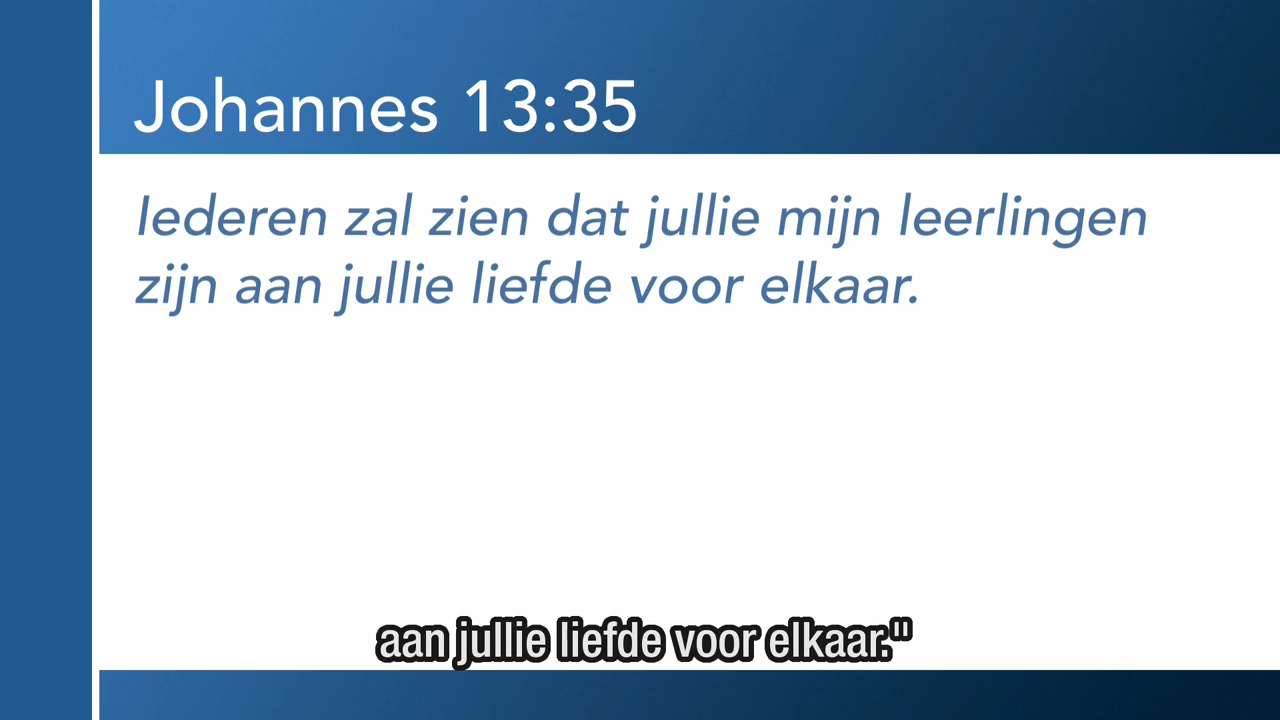 Johannes 13:35
Iederen zal zien dat jullie mijn leerlingen
zijn aan jullie liefde voor elkaar.
aan jullie liefde voor elkaar."